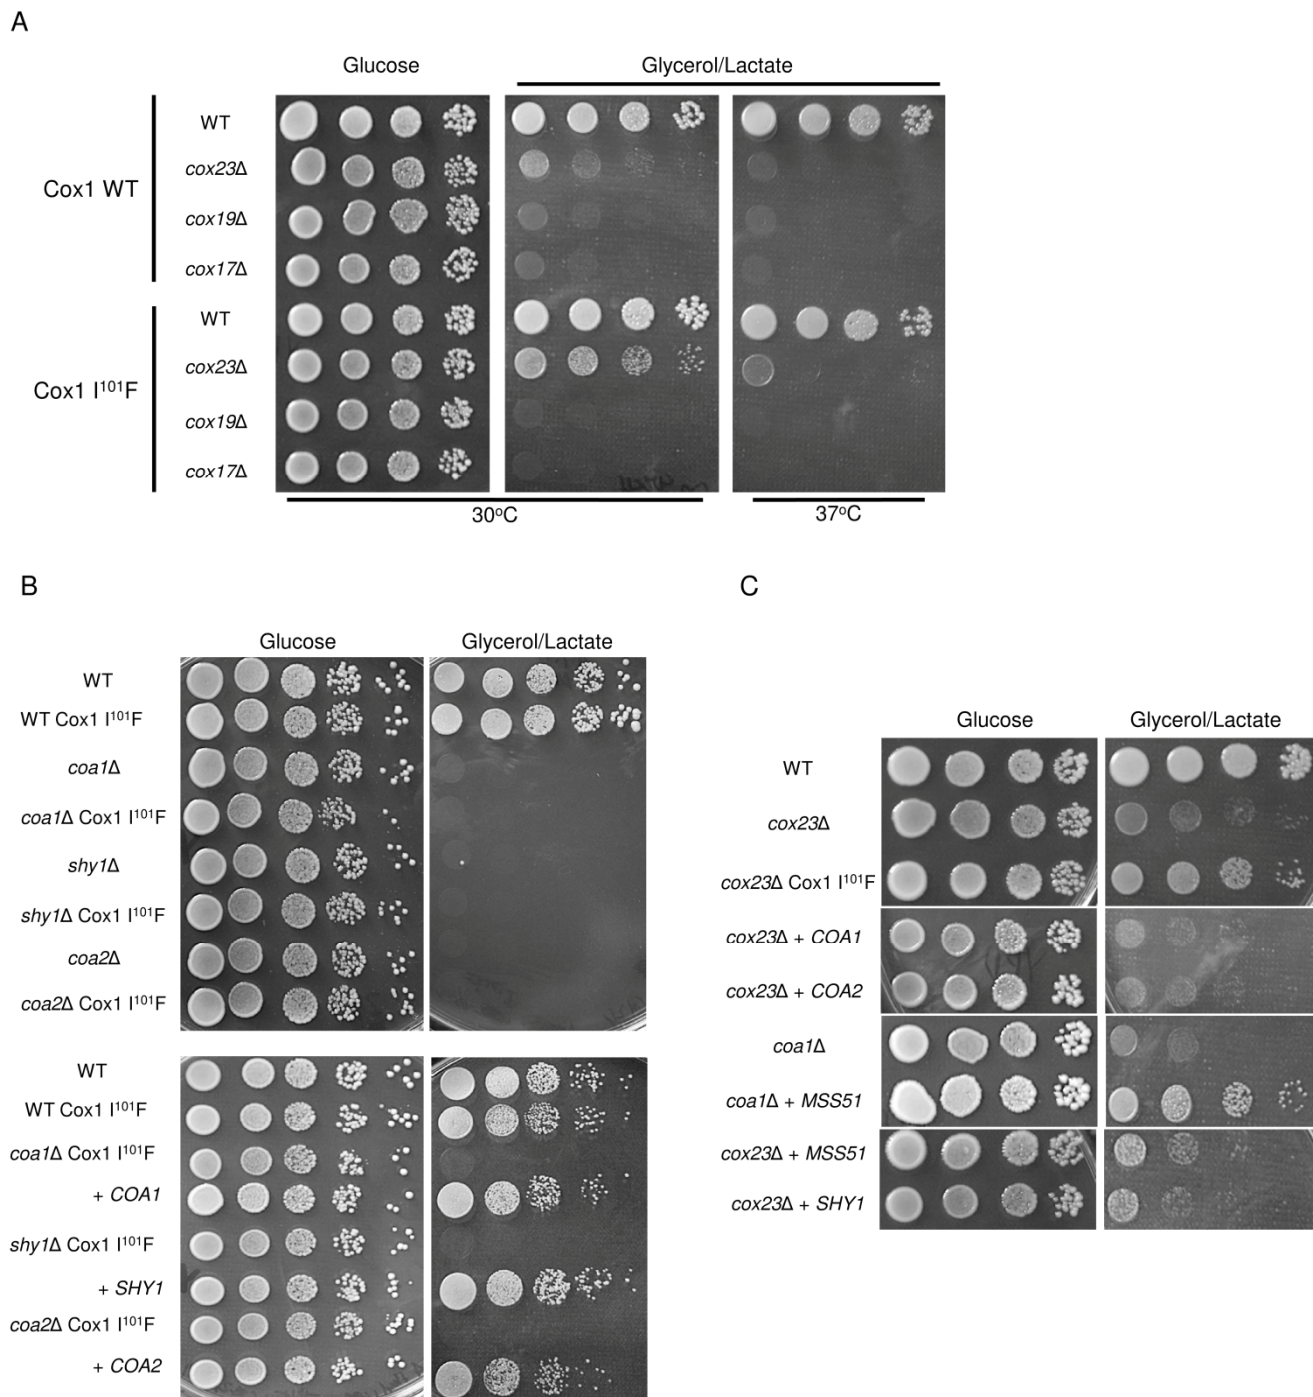 A
Glucose Glycerol/Lactate
Cox1 WT
WT
cox23Δ
cox19Δ
cox17Δ
Cox1 I¹⁰¹F
WT
cox23Δ
cox19Δ
cox17Δ
30°C 37°C
B
Glucose Glycerol/Lactate
WT
WT Cox1 I¹⁰¹F
coa1Δ
coa1Δ Cox1 I¹⁰¹F
shy1Δ
shy1Δ Cox1 I¹⁰¹F
coa2Δ
coa2Δ Cox1 I¹⁰¹F
WT
WT Cox1 I¹⁰¹F
coa1Δ Cox1 I¹⁰¹F
+ COA1
shy1Δ Cox1 I¹⁰¹F
+ SHY1
coa2Δ Cox1 I¹⁰¹F
+ COA2
C
Glucose Glycerol/Lactate
WT
cox23Δ
cox23Δ Cox1 I¹⁰¹F
cox23Δ + COA1
cox23Δ + COA2
coa1Δ
coa1Δ + MSS51
cox23Δ + MSS51
cox23Δ + SHY1